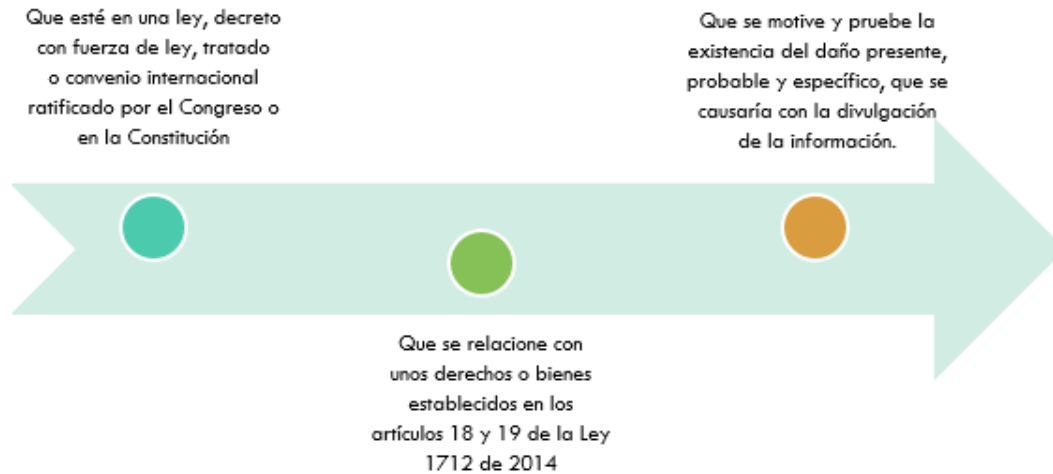 Que esté en una ley, decreto
con fuerza de ley, tratado
o convenio internacional
ratificado por el Congreso o
en la Constitución
Que se relacione con
unos derechos o bienes
establecidos en los
artículos 18 y 19 de la Ley
1712 de 2014
Que se motive y pruebe la
existencia del daño presente,
probable y específico, que se
causaría con la divulgación
de la información.